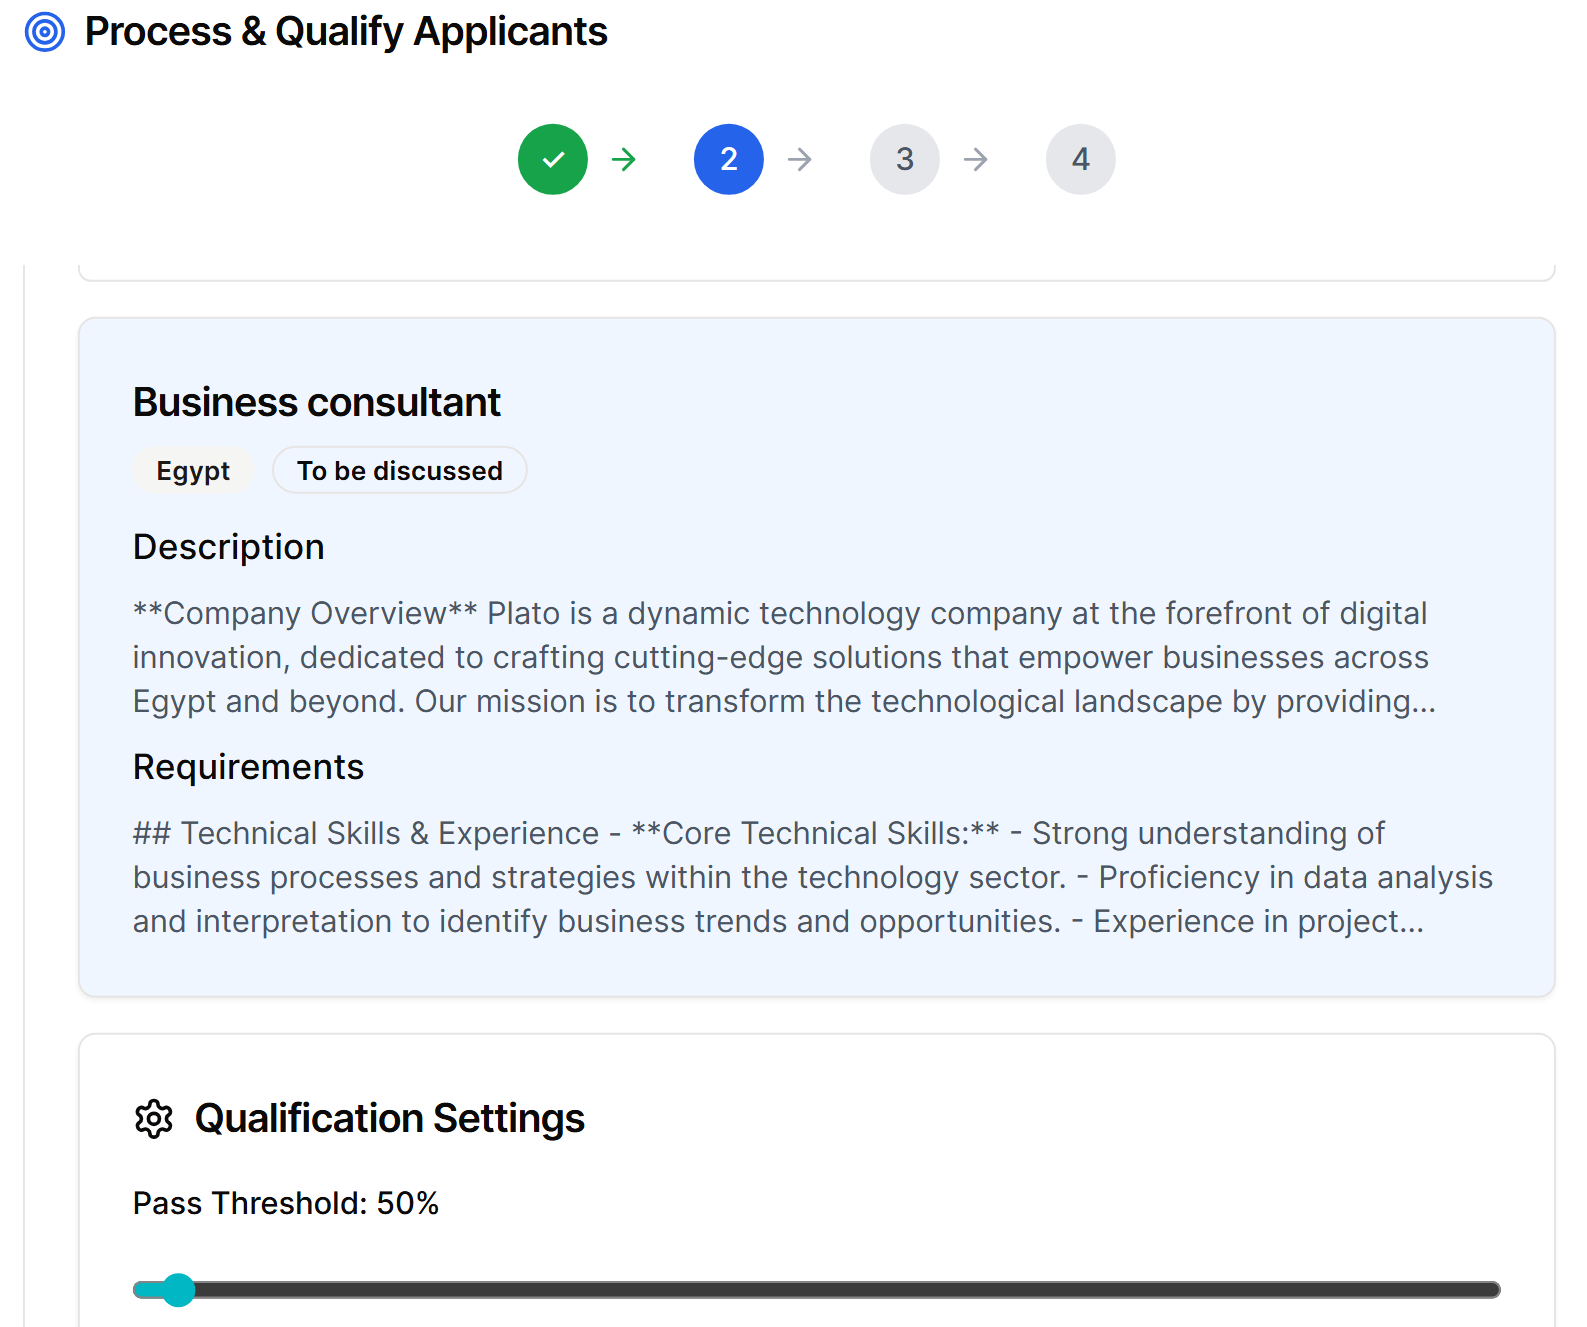 Process & Qualify Applicants
2
3
4
Business consultant
Egypt
To be discussed
Description
**Company Overview** Plato is a dynamic technology company at the forefront of digital
innovation, dedicated to crafting cutting-edge solutions that empower businesses across
Egypt and beyond. Our mission is to transform the technological landscape by providing...
Requirements
## Technical Skills & Experience - **Core Technical Skills:** - Strong understanding of
business processes and strategies within the technology sector. - Proficiency in data analysis
and interpretation to identify business trends and opportunities. - Experience in project...
Qualification Settings
Pass Threshold: 50%